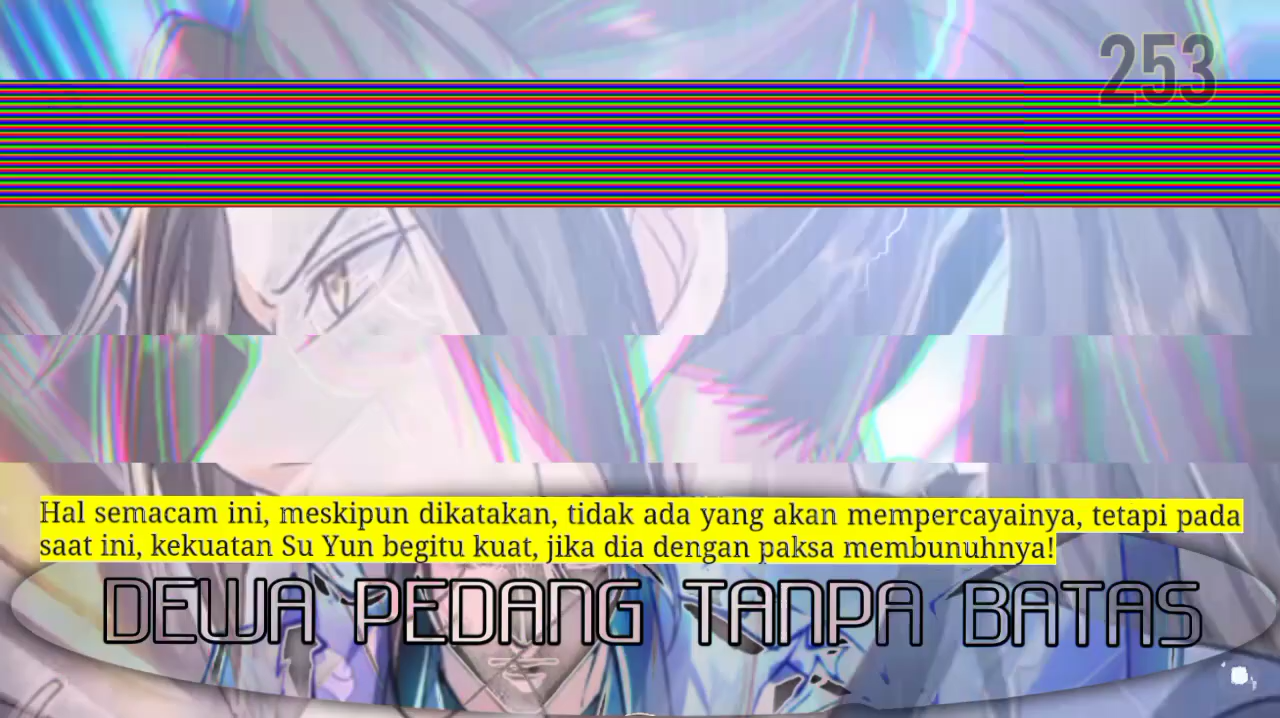 253
Hal semacam ini, meskipun dikatakan, tidak ada yang akan mempercayainya, tetapi pada
saat ini, kekuatan Su Yun begitu kuat, jika dia dengan paksa membunuhnya!
DEWA PEDANG TANPA BATAS